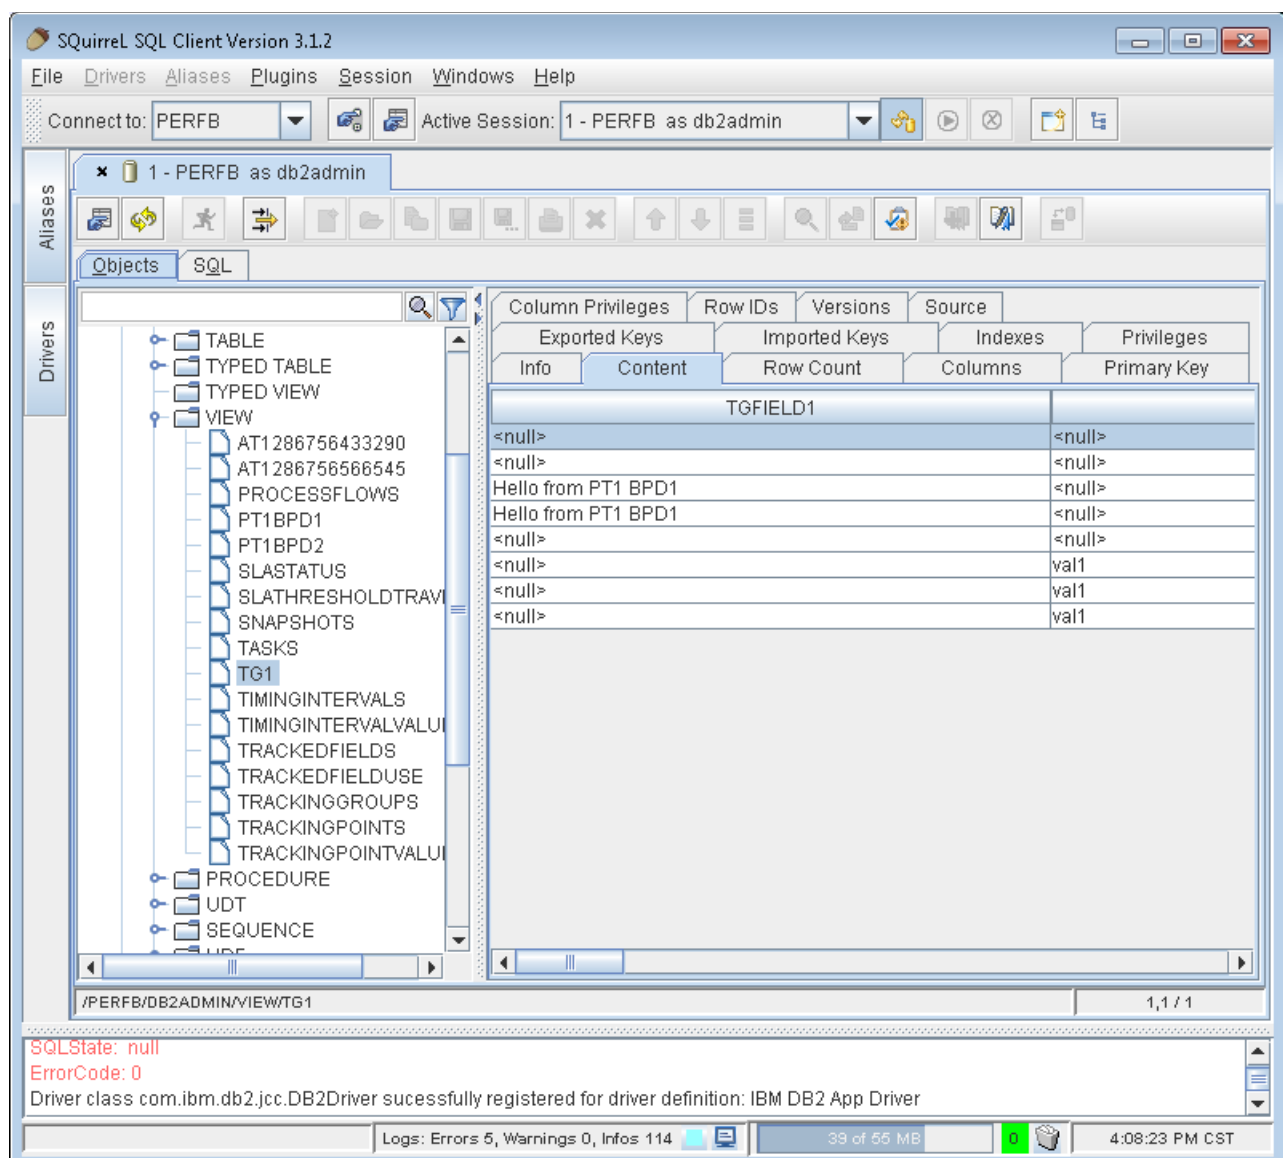 SQuirreL SQL Client Version 3.1.2
File Drivers Aliases Plugins Session Windows Help
Connect to: PERFB Active Session: 1 - PERFB as db2admin
Aliases
Drivers
1 - PERFB as db2admin
Objects SQL
TABLE
TYPED TABLE
TYPED VIEW
VIEW
AT1286756433290
AT1286756566545
PROCESSFLOWS
PT1BPD1
PT1BPD2
SLASTATUS
SLATHRESHOLDTRAV
SNAPSHOTS
TASKS
TG1
TIMINGINTERVALS
TIMINGINTERVALVALU
TRACKEDFIELDS
TRACKEDFIELDUSE
TRACKINGGROUPS
TRACKINGPOINTS
TRACKINGPOINTVALU
PROCEDURE
UDT
SEQUENCE
Column Privileges Row IDs Versions Source
Exported Keys Imported Keys Indexes Privileges
Info Content Row Count Columns Primary Key
TGFIELD1
<null> <null>
<null> <null>
Hello from PT1 BPD1 <null>
Hello from PT1 BPD1 <null>
<null> <null>
<null> val1
<null> val1
<null> val1
/PERFB/DB2ADMIN/VIEW/TG1 1,1 / 1
SQLState: null
ErrorCode: 0
Driver class com.ibm.db2.jcc.DB2Driver sucessfully registered for driver definition: IBM DB2 App Driver
Logs: Errors 5, Warnings 0, Infos 114 39 of 55 MB 0 4:08:23 PM CST